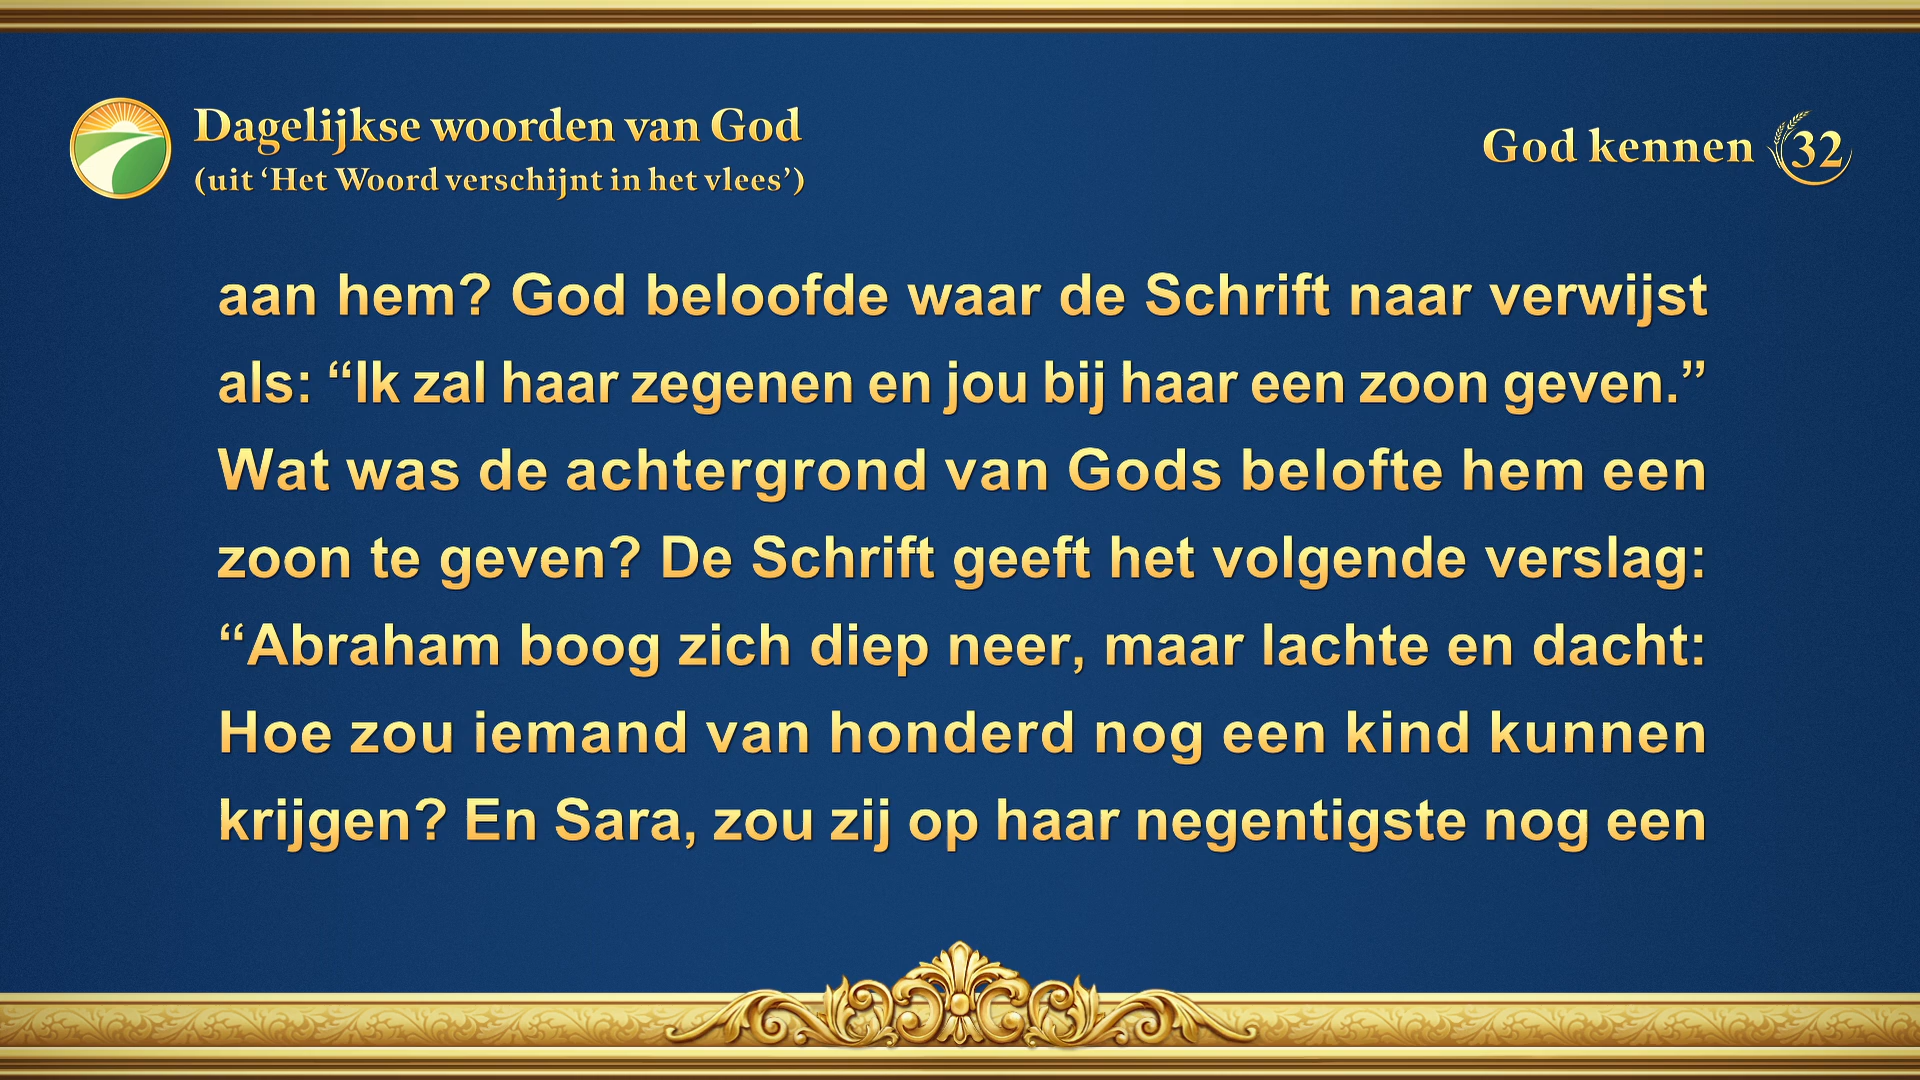 Dagelijkse woorden van God
(uit ‘Het Woord verschijnt in het vlees’)
God kennen 32
aan hem? God beloofde waar de Schrift naar verwijst
als: “Ik zal haar zegenen en jou bij haar een zoon geven.”
Wat was de achtergrond van Gods belofte hem een
zoon te geven? De Schrift geeft het volgende verslag:
“Abraham boog zich diep neer, maar lachte en dacht:
Hoe zou iemand van honderd nog een kind kunnen
krijgen? En Sara, zou zij op haar negentigste nog een